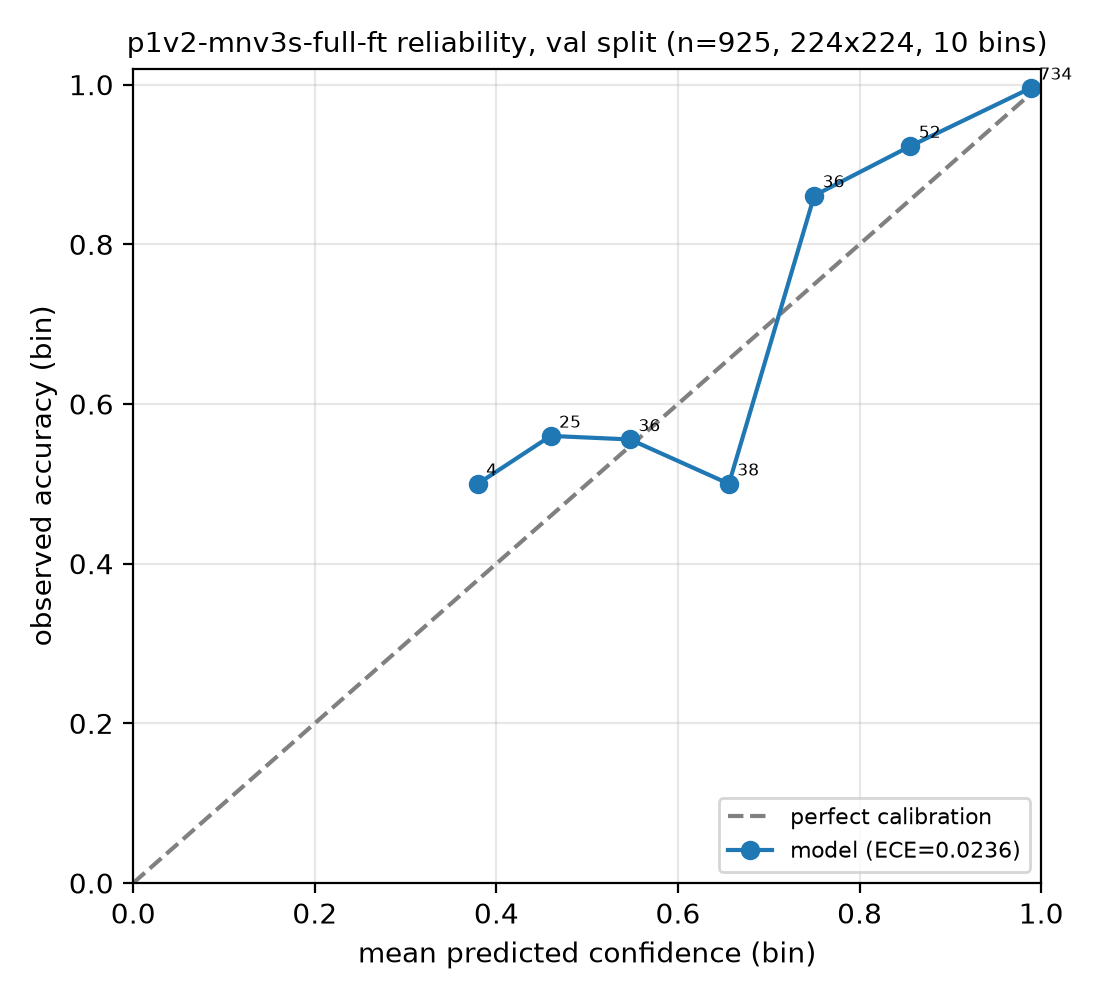 p1v2-mnv3s-full-ft reliability, val split (n=925, 224x224, 10 bins)
734
1.0
52
36
0.8
observed accuracy (bin)
0.6
25
36
4
38
0.4
0.2
perfect calibration
model (ECE=0.0236)
0.0
0.0 0.2 0.4 0.6 0.8 1.0
mean predicted confidence (bin)